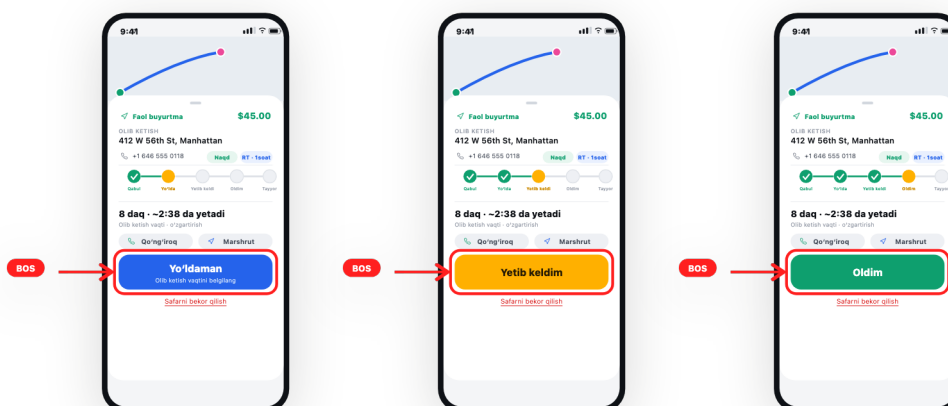 9:41
Faol buyurtma $45.00
OLIB KETISH
412 W 56th St, Manhattan
+1 646 555 0118 Naqd RT · 1soat
Qabul Yo'lda Yetib keldi Oldim Tayyor
8 daq · ~2:38 da yetadi
Olib ketish vaqti · o'zgartirish
Qo'ng'iroq Marshrut
BOS
Yo'ldaman
Olib ketish vaqtini belgilang
Safarni bekor qilish
9:41
Faol buyurtma $45.00
OLIB KETISH
412 W 56th St, Manhattan
+1 646 555 0118 Naqd RT · 1soat
Qabul Yo'lda Yetib keldi Oldim Tayyor
8 daq · ~2:38 da yetadi
Olib ketish vaqti · o'zgartirish
Qo'ng'iroq Marshrut
BOS
Yetib keldim
Safarni bekor qilish
9:41
Faol buyurtma $45.00
OLIB KETISH
412 W 56th St, Manhattan
+1 646 555 0118 Naqd RT · 1soat
Qabul Yo'lda Yetib keldi Oldim Tayyor
8 daq · ~2:38 da yetadi
Olib ketish vaqti · o'zgartirish
Qo'ng'iroq Marshrut
BOS
Oldim
Safarni bekor qilish